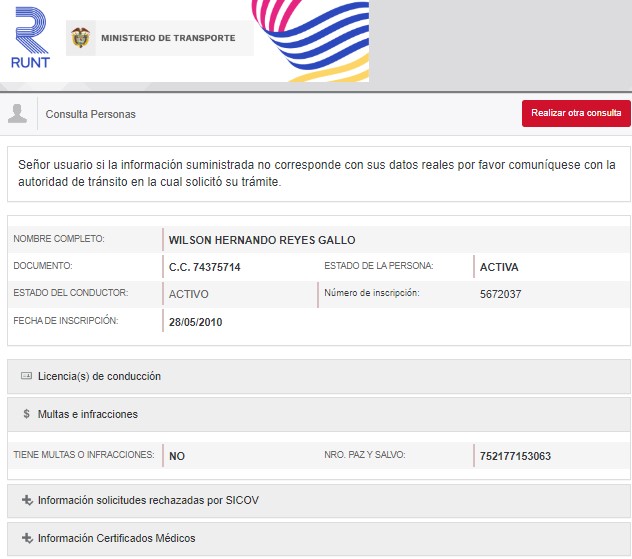 RUNT
MINISTERIO DE TRANSPORTE
Consulta Personas
Realizar otra consulta
Señor usuario si la información suministrada no corresponde con sus datos reales por favor comuníquese con la
autoridad de tránsito en la cual solicitó su trámite.
NOMBRE COMPLETO: WILSON HERNANDO REYES GALLO
DOCUMENTO: C.C. 74375714 ESTADO DE LA PERSONA: ACTIVA
ESTADO DEL CONDUCTOR: ACTIVO Número de inscripción: 5672037
FECHA DE INSCRIPCIÓN: 28/05/2010
Licencia(s) de conducción
$ Multas e infracciones
TIENE MULTAS O INFRACCIONES: NO NRO. PAZ Y SALVO: 752177153063
Información solicitudes rechazadas por SICOV
Información Certificados Médicos